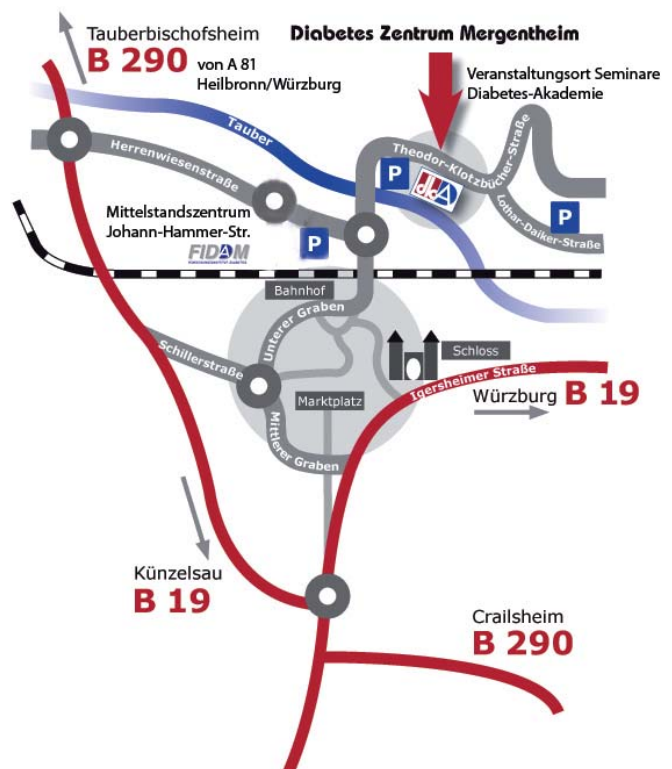 Tauberbischofsheim
B 290 von A 81
Heilbronn/Würzburg
Diabetes Zentrum Mergentheim
Veranstaltungsort Seminare
Diabetes-Akademie
Tauber
Herrenwiesenstraße
Theodor-Klotzbücher-Straße
P
ddA
Lothar-Daiker-Straße
P
Mittelstandszentrum
Johann-Hammer-Str.
FIDAM
P
Bahnhof
Unterer Graben
Schillerstraße
Schloss
Marktplatz
Igersheimer Straße
Würzburg B 19
Mittlerer Graben
Künzelsau
B 19
Crailsheim
B 290